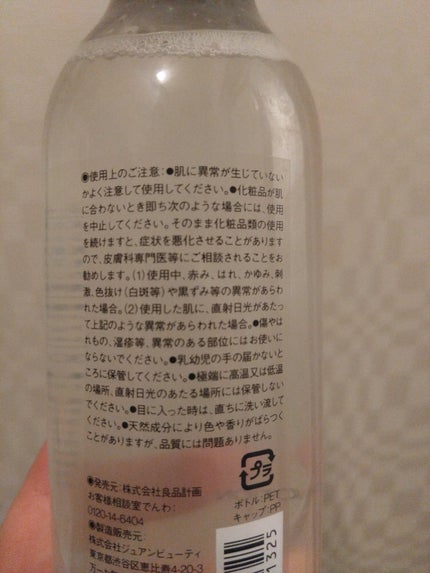 ◉使用上のご注意：●肌に異常が生じていない
かよく注意して使用してください。●化粧品が肌
に合わないとき即ち次のような場合には、使用
を中止してください。そのまま化粧品類の使用
を続けますと、症状を悪化させることがあります
ので、皮膚科専門医等にご相談されることをお
勧めします。(1)使用中、赤み、はれ、かゆみ、刺
激、色抜け(白斑等)や黒ずみ等の異常があらわ
れた場合。(2)使用した肌に、直射日光があたっ
て上記のような異常があらわれた場合。●傷やは
れもの、湿疹等、異常のある部位にはお使いに
ならないでください。●乳幼児の手の届かないと
ころに保管してください。●極端に高温又は低温
の場所、直射日光のあたる場所には保管しない
でください。●目に入った時は、直ちに洗い流して
ください。●天然成分により色や香りがばらつく
ことがありますが、品質には問題ありません。
プラ
ボトル：PET
キャップ：PP
◉発売元：株式会社良品計画
お客様相談室でんわ：
0120-14-6404
◉製造販売元：
株式会社ジュアンビューティ
東京都渋谷区恵比寿4-20-3
1325